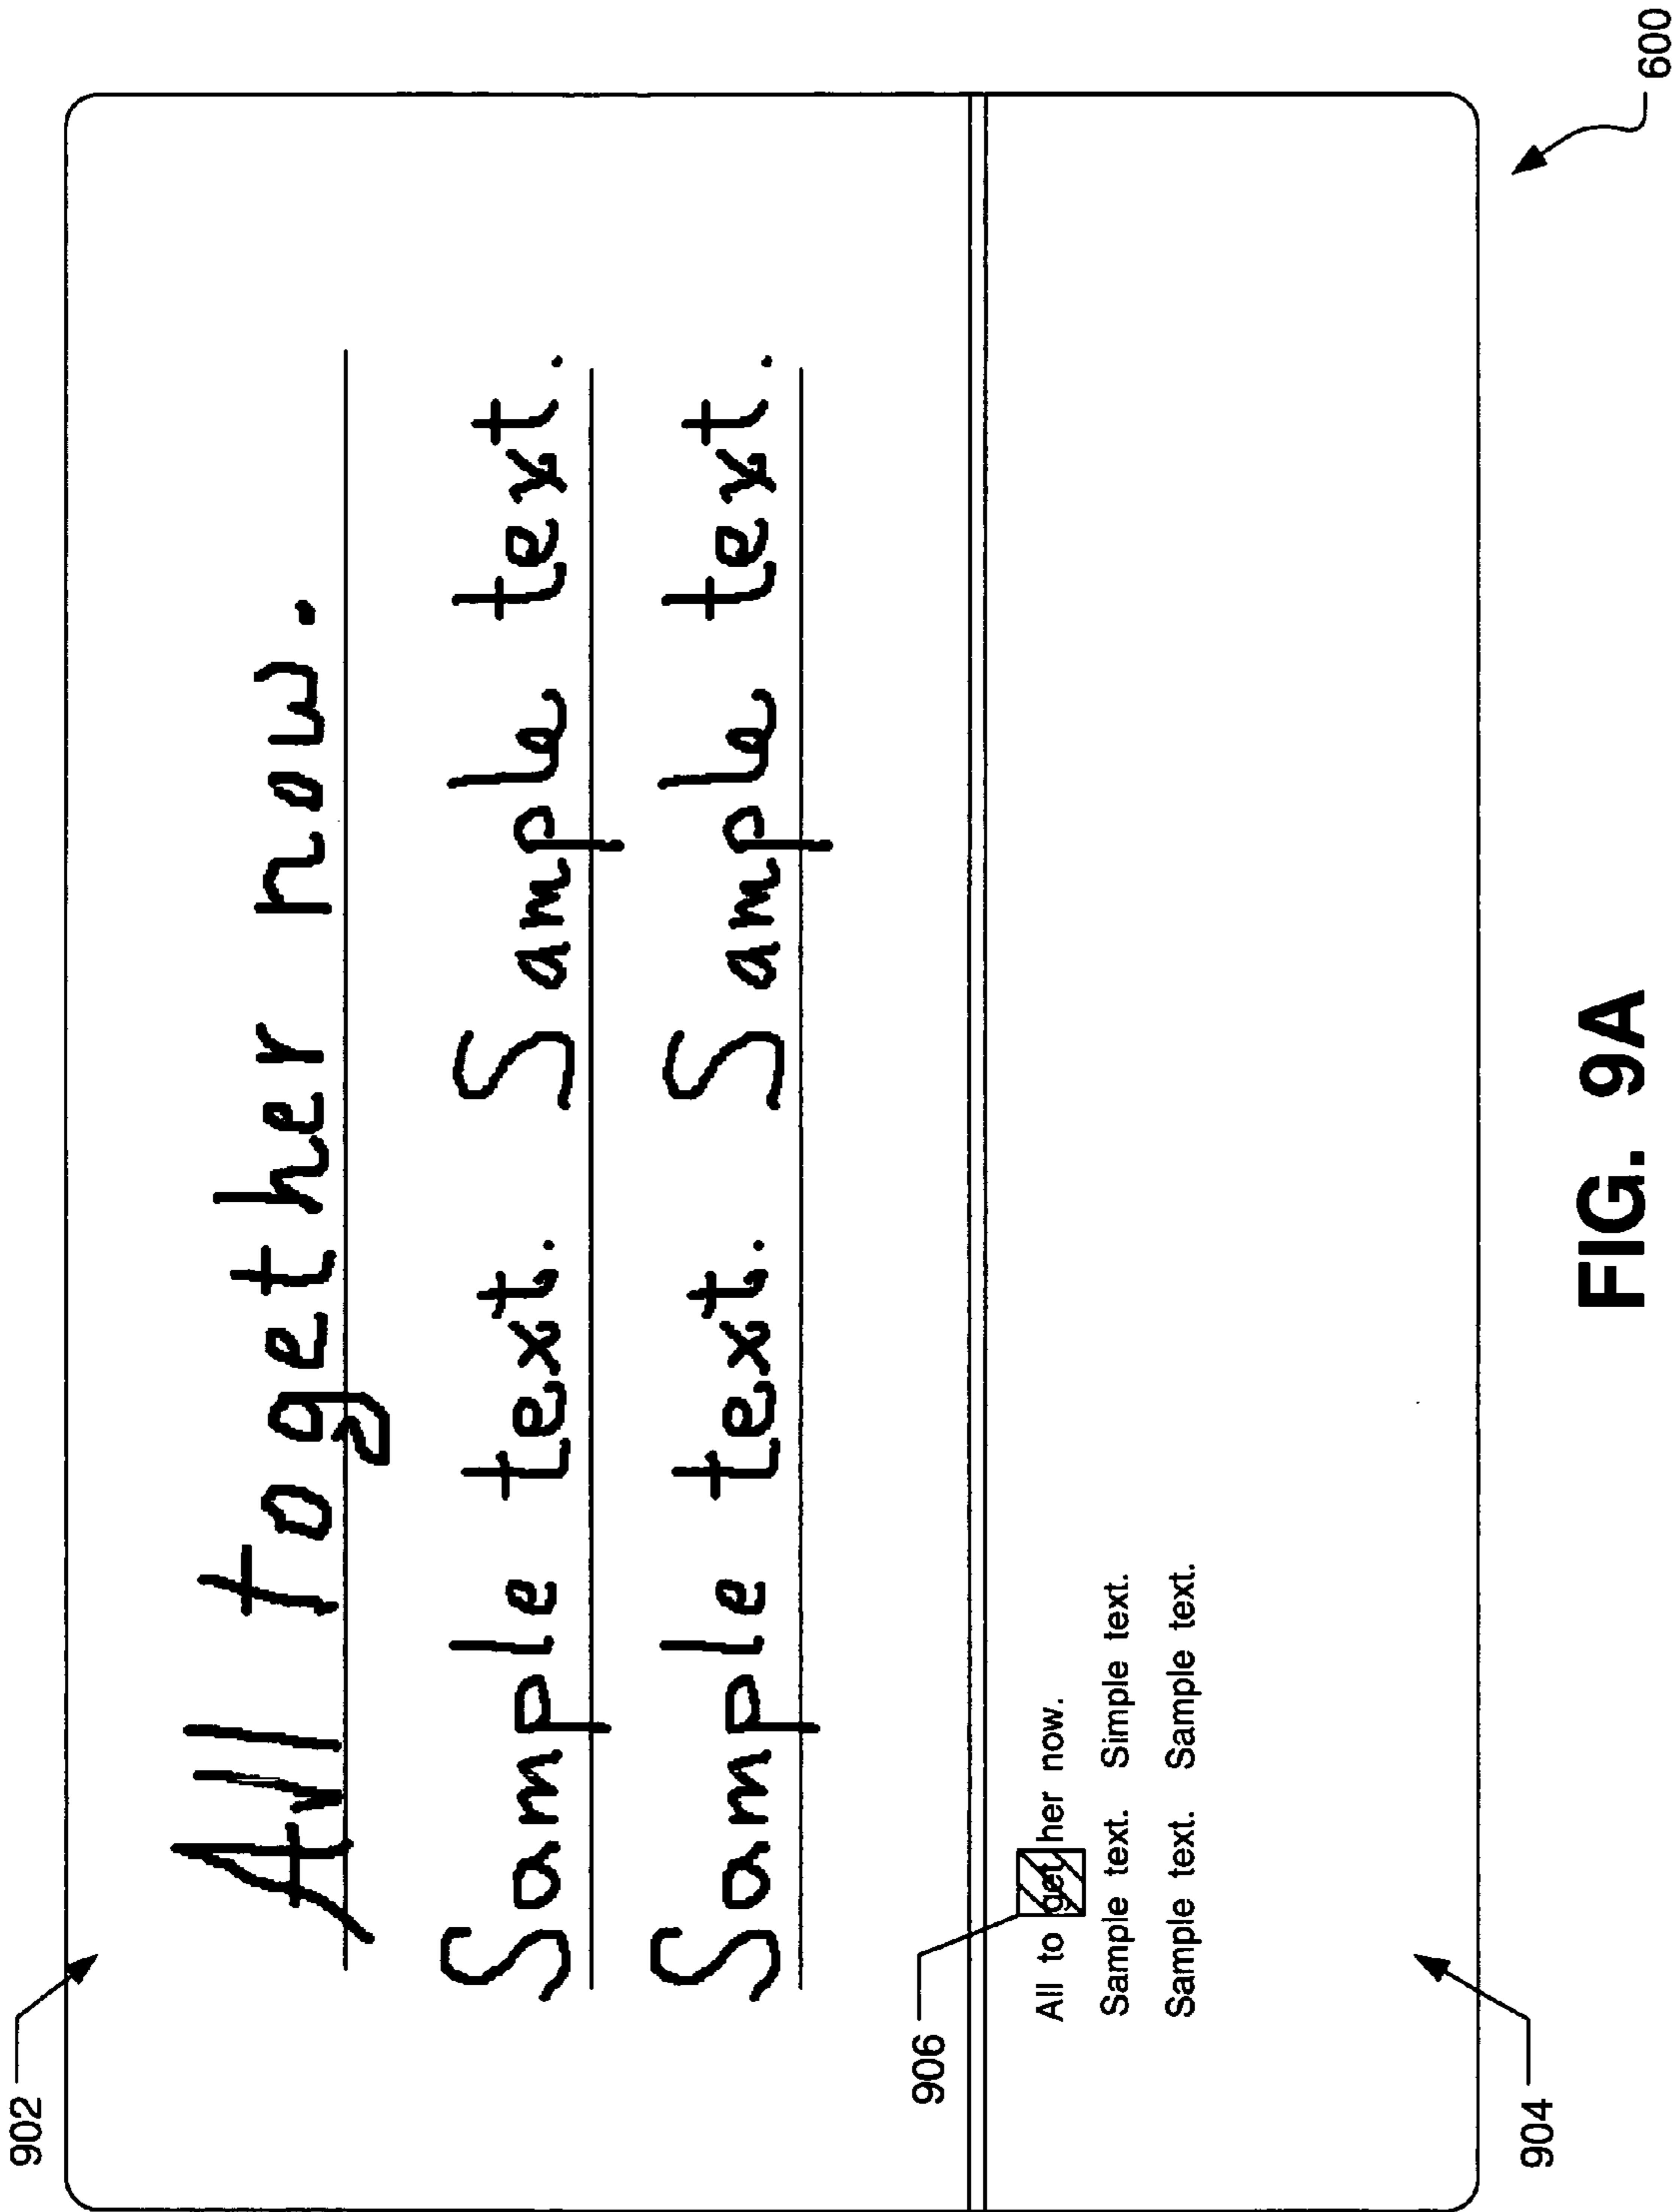 902
All together now.
Sample text. Sample text.
Sample text. Sample text.
906
All to get her now.
Sample text. Simple text.
Sample text. Sample text.
904
600
FIG. 9A